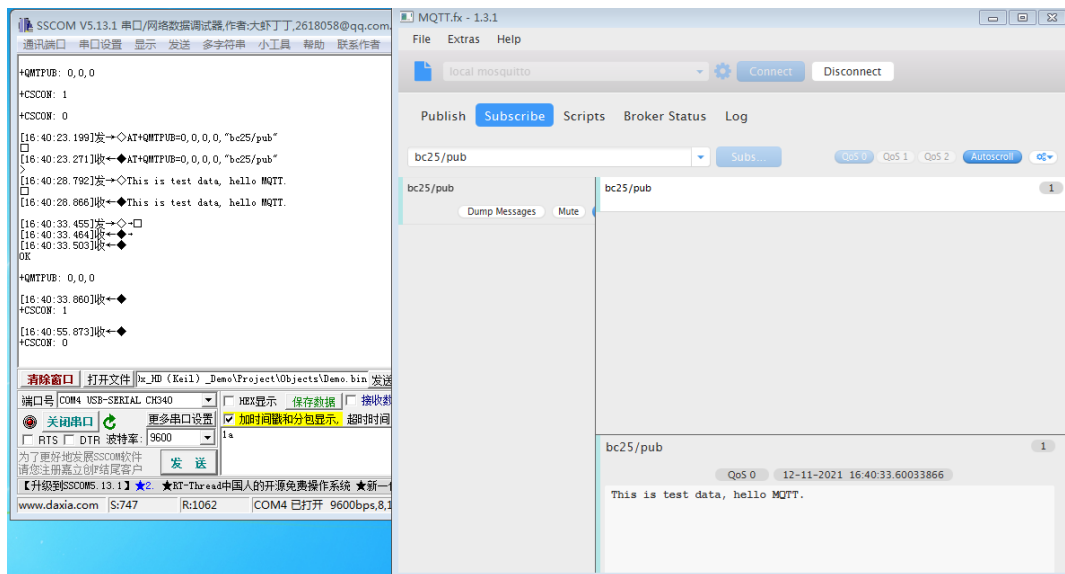 SSCOM V5.13.1 串口/网络数据调试器,作者:大虾丁丁,2618058@qq.com.
通讯端口 串口设置 显示 发送 多字符串 小工具 帮助 联系作者
+QMTPUB: 0,0,0
+CSCON: 1
+CSCON: 0
[16:40:23.199]发→◇AT+QMTPUB=0,0,0,0,"bc25/pub"
□
[16:40:23.271]收←◆AT+QMTPUB=0,0,0,0,"bc25/pub"
>
[16:40:28.792]发→◇This is test data, hello MQTT.
□
[16:40:28.866]收←◆This is test data, hello MQTT.
[16:40:33.455]发→◇→□
[16:40:33.464]收←◆→
[16:40:33.503]收←◆
OK
+QMTPUB: 0,0,0
[16:40:33.860]收←◆
+CSCON: 1
[16:40:55.873]收←◆
+CSCON: 0
清除窗口 打开文件 x_HD (Keil) _Demo\Project\Objects\Demo.bin 发送
端口号 COM4 USB-SERIAL CH340 HEX显示 保存数据 接收数
关闭串口 更多串口设置 加时间戳和分包显示, 超时时间
RTS DTR 波特率: 9600 1a
为了更好地发展SSCOM软件
请您注册嘉立创F结尾客户
发 送
【升级到SSCOM5.13.1】★2. ★RT-Thread中国人的开源免费操作系统 ★新一
www.daxia.com S:747 R:1062 COM4 已打开 9600bps,8,1
MQTT.fx - 1.3.1
File Extras Help
local mosquitto Connect Disconnect
Publish Subscribe Scripts Broker Status Log
bc25/pub Subs... QoS 0 QoS 1 QoS 2 Autoscroll
bc25/pub
Dump Messages Mute
bc25/pub 1
bc25/pub 1
QoS 0 12-11-2021 16:40:33.60033866
This is test data, hello MQTT.